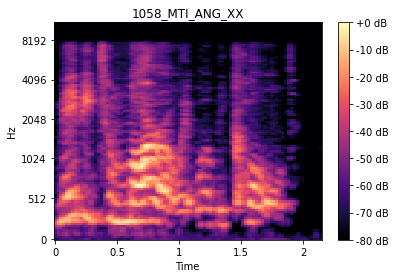 1058_MTI_ANG_XX
+0 dB
8192
-10 dB
4096
-20 dB
-30 dB
2048
Hz
-40 dB
1024
-50 dB
512
-60 dB
-70 dB
0
-80 dB
0
0.5
1
1.5
2
Time